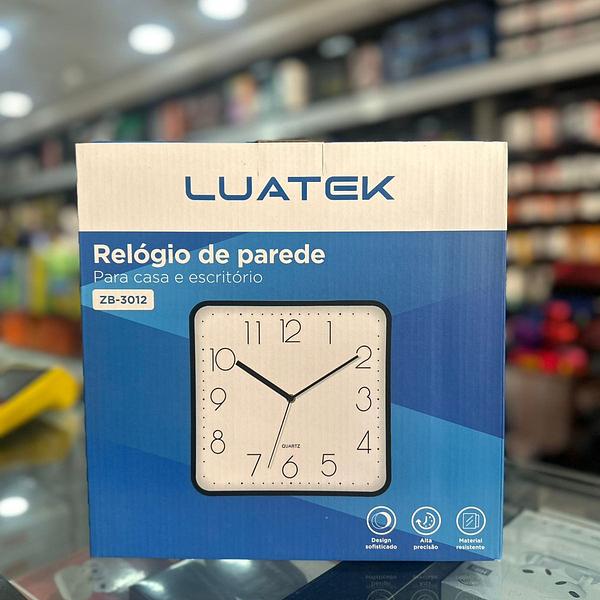 LUATEK
Relógio de parede
Para casa e escritório
ZB-3012
11 12 1
10 2
9 3
8 4
QUARTZ
7 6 5
Design
sofisticado
Alta
precisão
Material
resistente